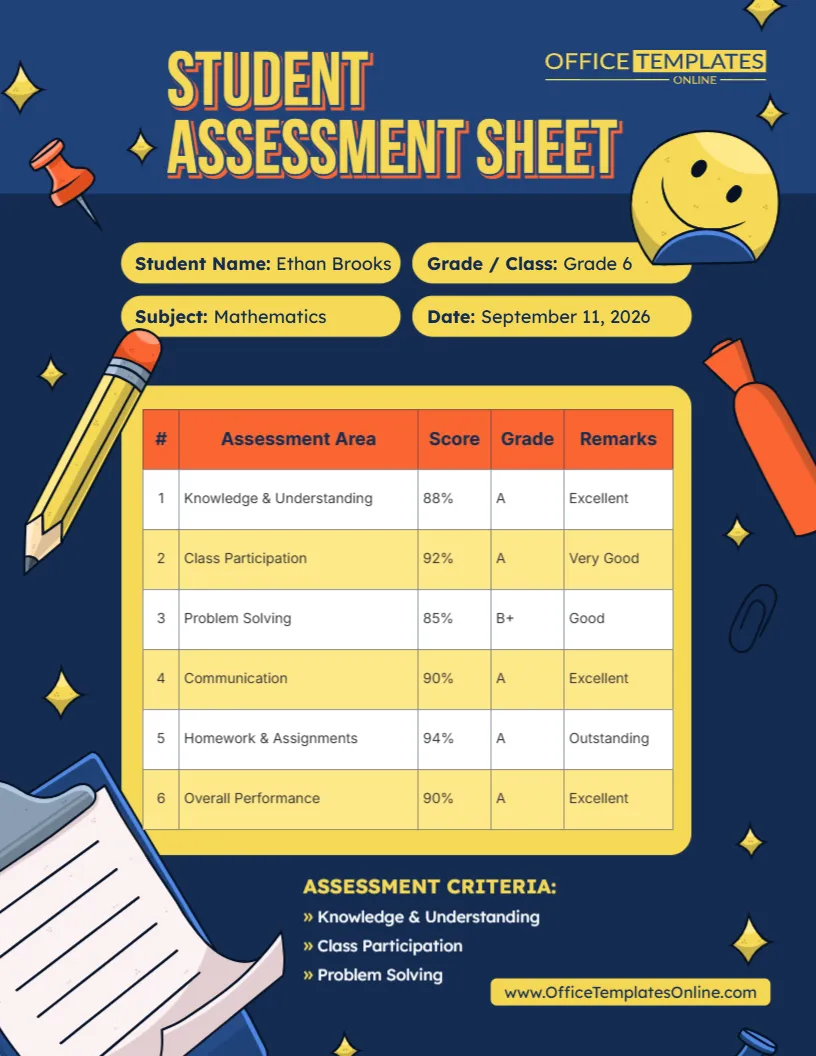 STUDENT
ASSESSMENT SHEET
OFFICE TEMPLATES
ONLINE
Student Name: Ethan Brooks
Grade / Class: Grade 6
Subject: Mathematics
Date: September 11, 2026
# Assessment Area Score Grade Remarks
1 Knowledge & Understanding 88% A Excellent
2 Class Participation 92% A Very Good
3 Problem Solving 85% B+ Good
4 Communication 90% A Excellent
5 Homework & Assignments 94% A Outstanding
6 Overall Performance 90% A Excellent
ASSESSMENT CRITERIA:
» Knowledge & Understanding
» Class Participation
» Problem Solving
www.OfficeTemplatesOnline.com